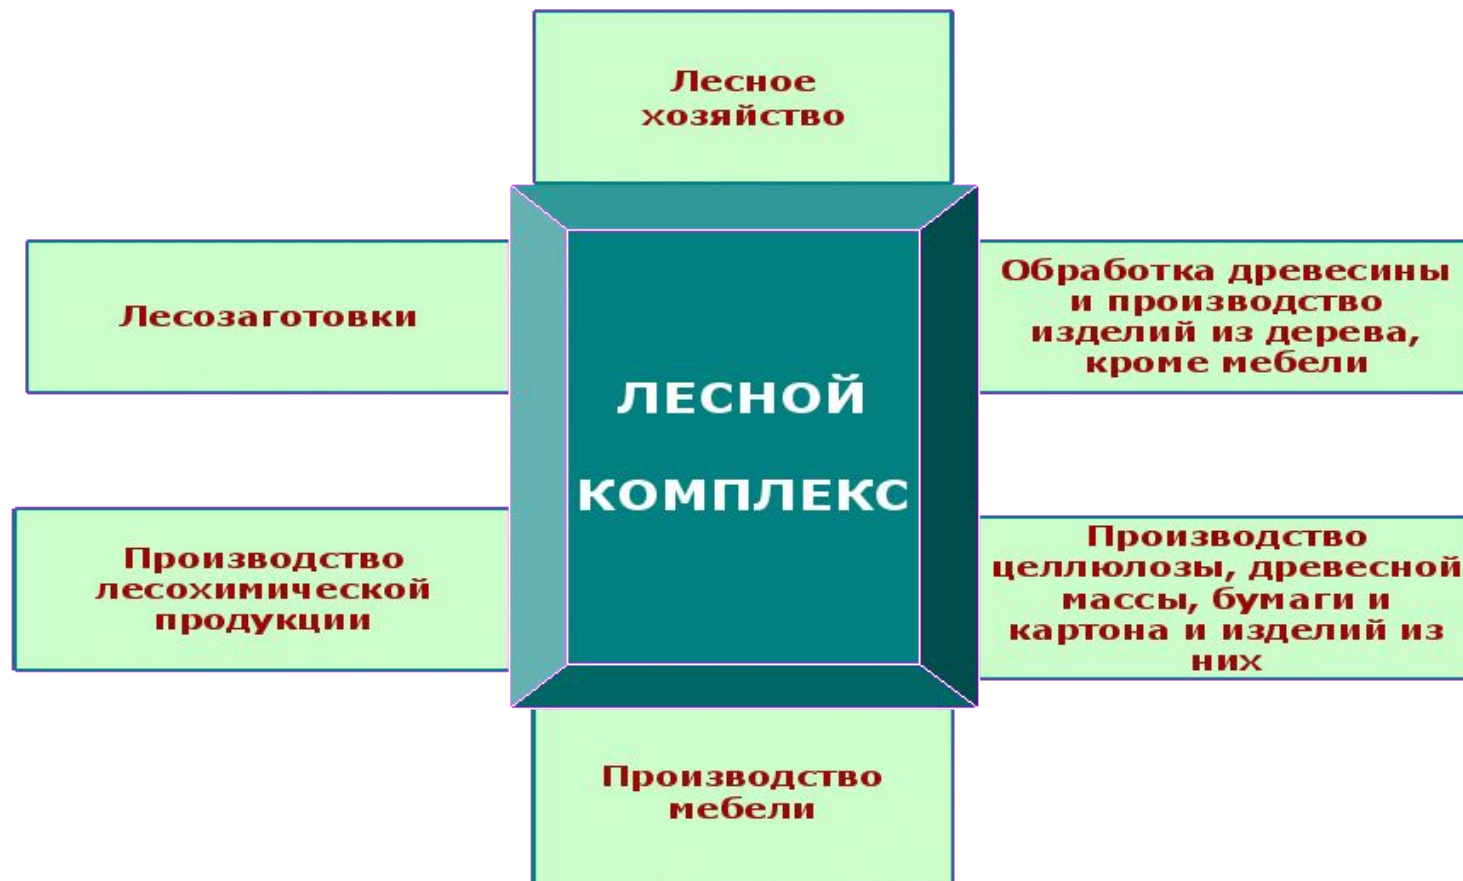 Лесное
хозяйство
Лесозаготовки
Обработка древесины
и производство
изделий из дерева,
кроме мебели
ЛЕСНОЙ
КОМПЛЕКС
Производство
лесохимической
продукции
Производство
целлюлозы, древесной
массы, бумаги и
картона и изделий из
них
Производство
мебели